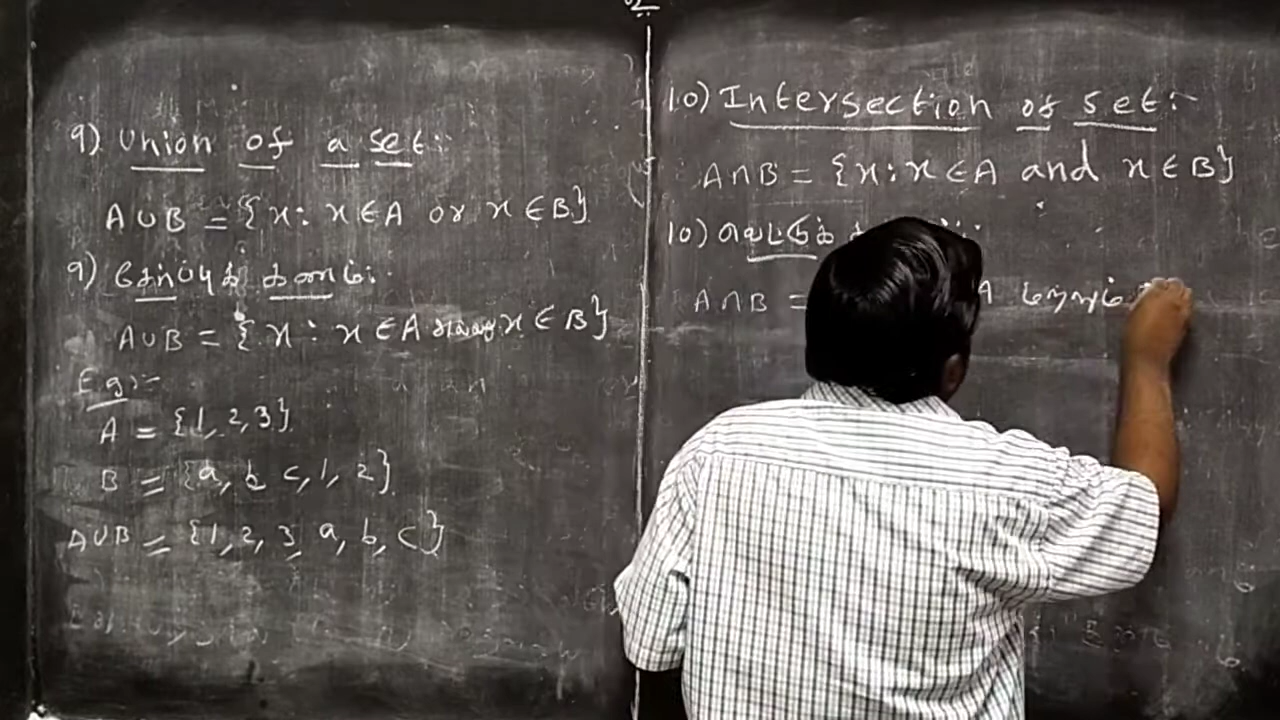 9) Union of a set:-
A∪B = {x : x∈A or x∈B}
9) சேர்ப்புக் கணம்:-
A∪B = {x : x∈A அல்லது x∈B}
Eg:-
A = {1, 2, 3}
B = {a, b, c, 1, 2}
A∪B = {1, 2, 3, a, b, c}
10) Intersection of set:-
A∩B = {x : x∈A and x∈B}
10) வெட்டுக்
A∩B = A மற்றும்